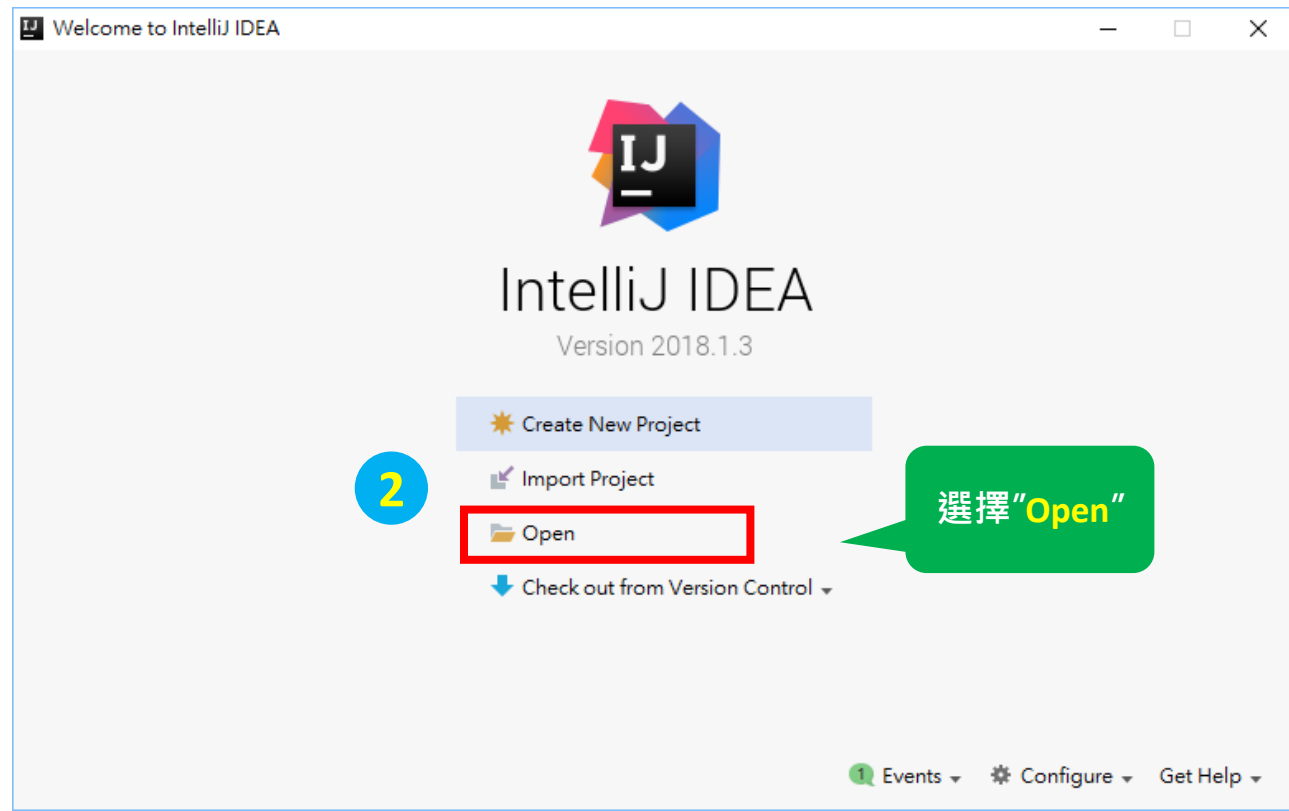 Welcome to IntelliJ IDEA
IJ
IntelliJ IDEA
Version 2018.1.3
Create New Project
Import Project
2
Open
選擇"Open"
Check out from Version Control
1 Events
Configure
Get Help